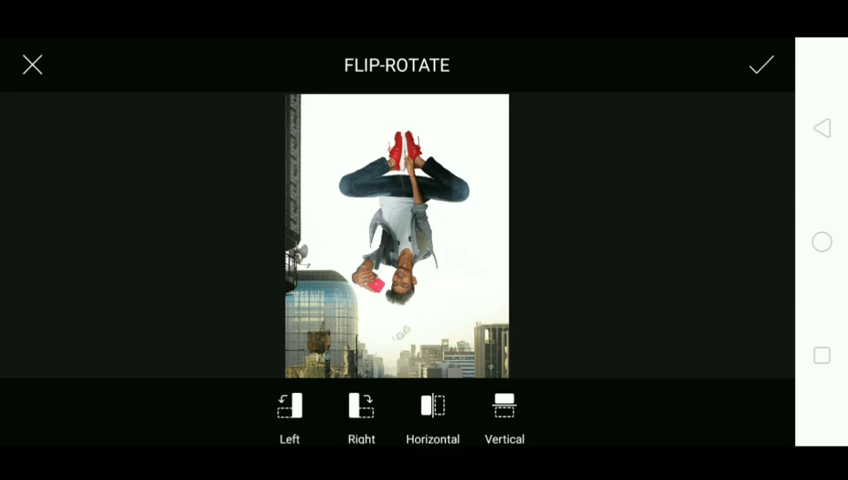 FLIP-ROTATE
Left
Right
Horizontal
Vertical